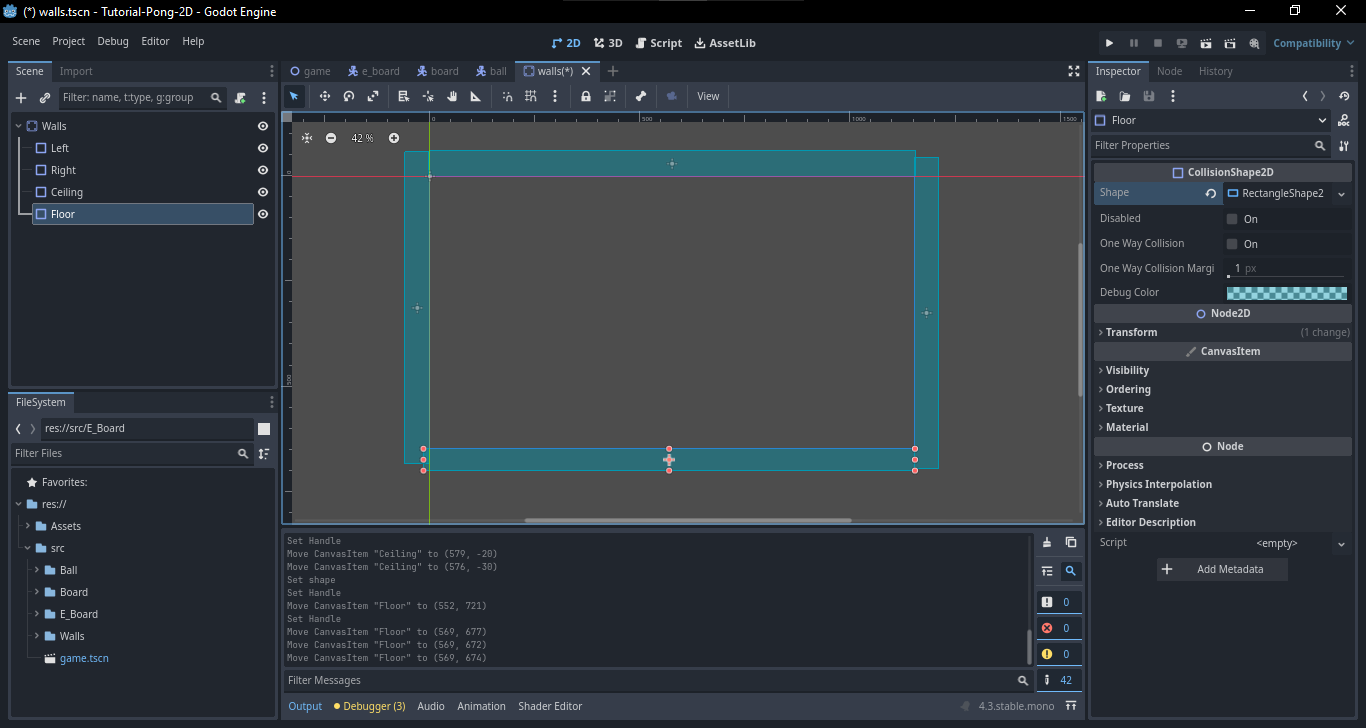 (*) walls.tscn - Tutorial-Pong-2D - Godot Engine
Scene Project Debug Editor Help
2D 3D Script AssetLib
Compatibility
Scene Import
Filter: name, t:type, g:group
Walls
Left
Right
Ceiling
Floor
FileSystem
res://src/E_Board
Filter Files
Favorites:
res://
Assets
src
Ball
Board
E_Board
Walls
game.tscn
game e_board board ball walls(*)
View
0 500 1000 1500
42 %
0
500
Set Handle
Move CanvasItem "Ceiling" to (579, -20)
Move CanvasItem "Ceiling" to (576, -30)
Set shape
Set Handle
Move CanvasItem "Floor" to (552, 721)
Set Handle
Move CanvasItem "Floor" to (569, 677)
Move CanvasItem "Floor" to (569, 672)
Move CanvasItem "Floor" to (569, 674)
0
0
0
42
Filter Messages
Output Debugger (3) Audio Animation Shader Editor
4.3.stable.mono
Inspector Node History
Floor
Filter Properties
CollisionShape2D
Shape RectangleShape2
Disabled On
One Way Collision On
One Way Collision Margi 1 px
Debug Color
Node2D
Transform (1 change)
CanvasItem
Visibility
Ordering
Texture
Material
Node
Process
Physics Interpolation
Auto Translate
Editor Description
Script <empty>
Add Metadata